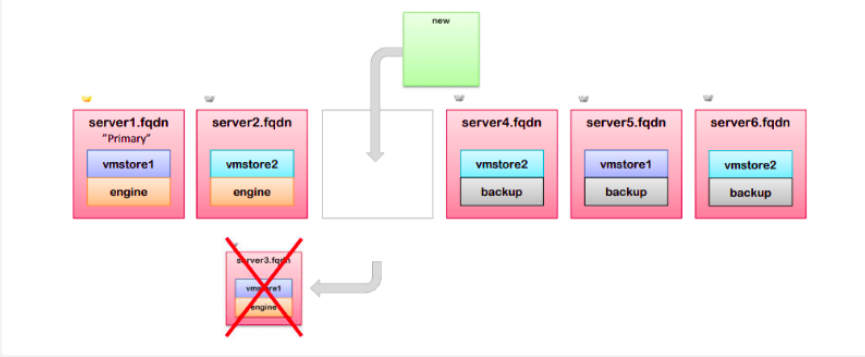 new
server1.fqdn
"Primary"
vmstore1
engine
server2.fqdn
vmstore2
engine
server4.fqdn
vmstore2
backup
server5.fqdn
vmstore1
backup
server6.fqdn
vmstore2
backup
server3.fqdn
vmstore1
engine